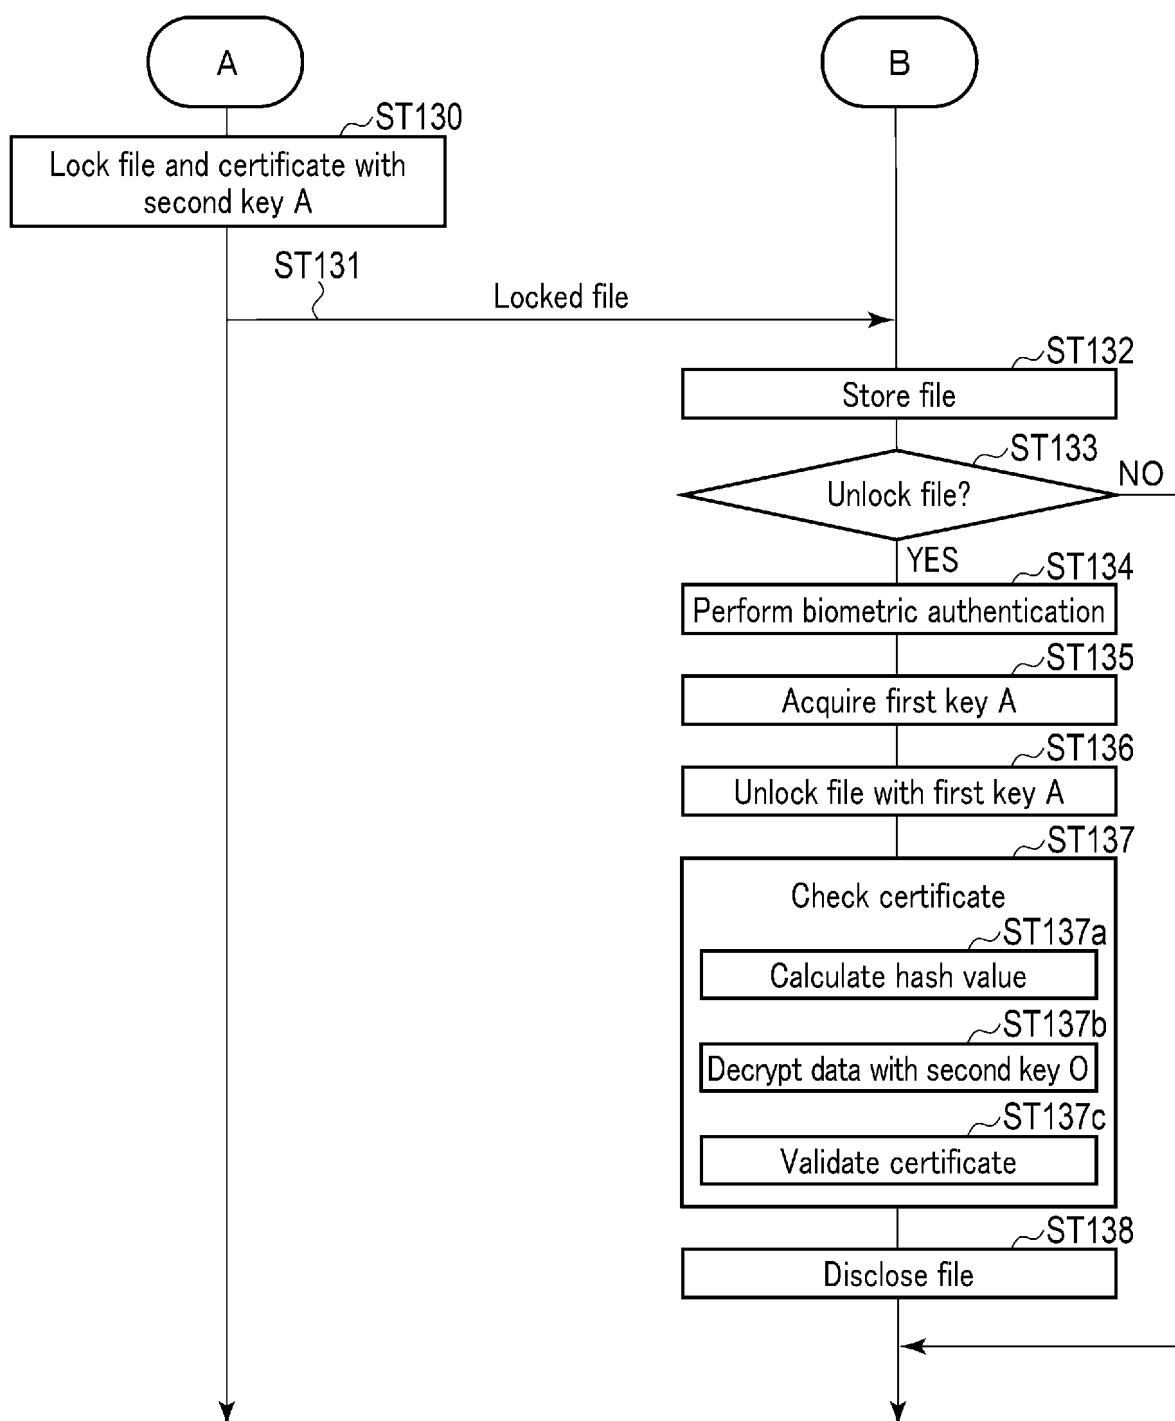 A
B
ST130
Lock file and certificate with
second key A
ST131
Locked file
ST132
Store file
ST133
Unlock file?
NO
YES
ST134
Perform biometric authentication
ST135
Acquire first key A
ST136
Unlock file with first key A
ST137
Check certificate
ST137a
Calculate hash value
ST137b
Decrypt data with second key O
ST137c
Validate certificate
ST138
Disclose file